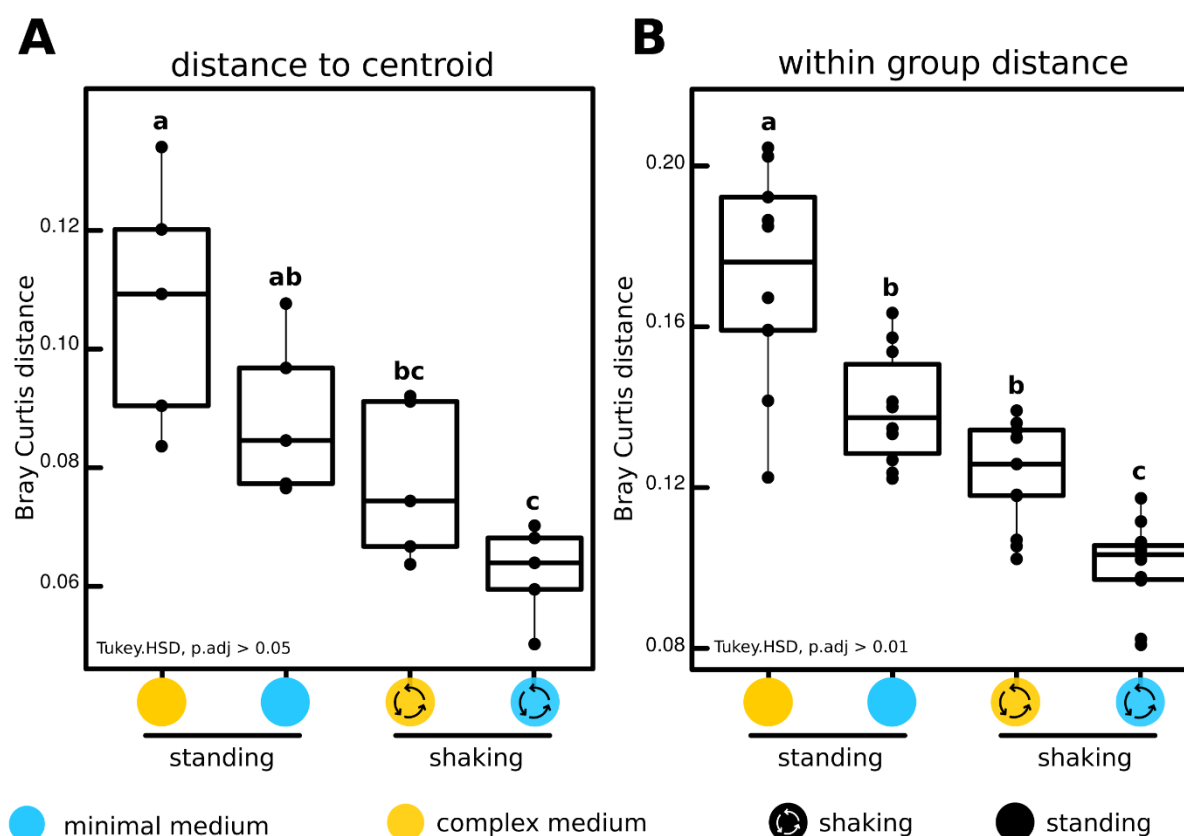 A
distance to centroid
Bray Curtis distance
0.12
0.10
0.08
0.06
a
ab
bc
c
Tukey.HSD, p.adj > 0.05
standing
shaking
B
within group distance
Bray Curtis distance
0.20
0.16
0.12
0.08
a
b
b
c
Tukey.HSD, p.adj > 0.01
standing
shaking
minimal medium
complex medium
shaking
standing